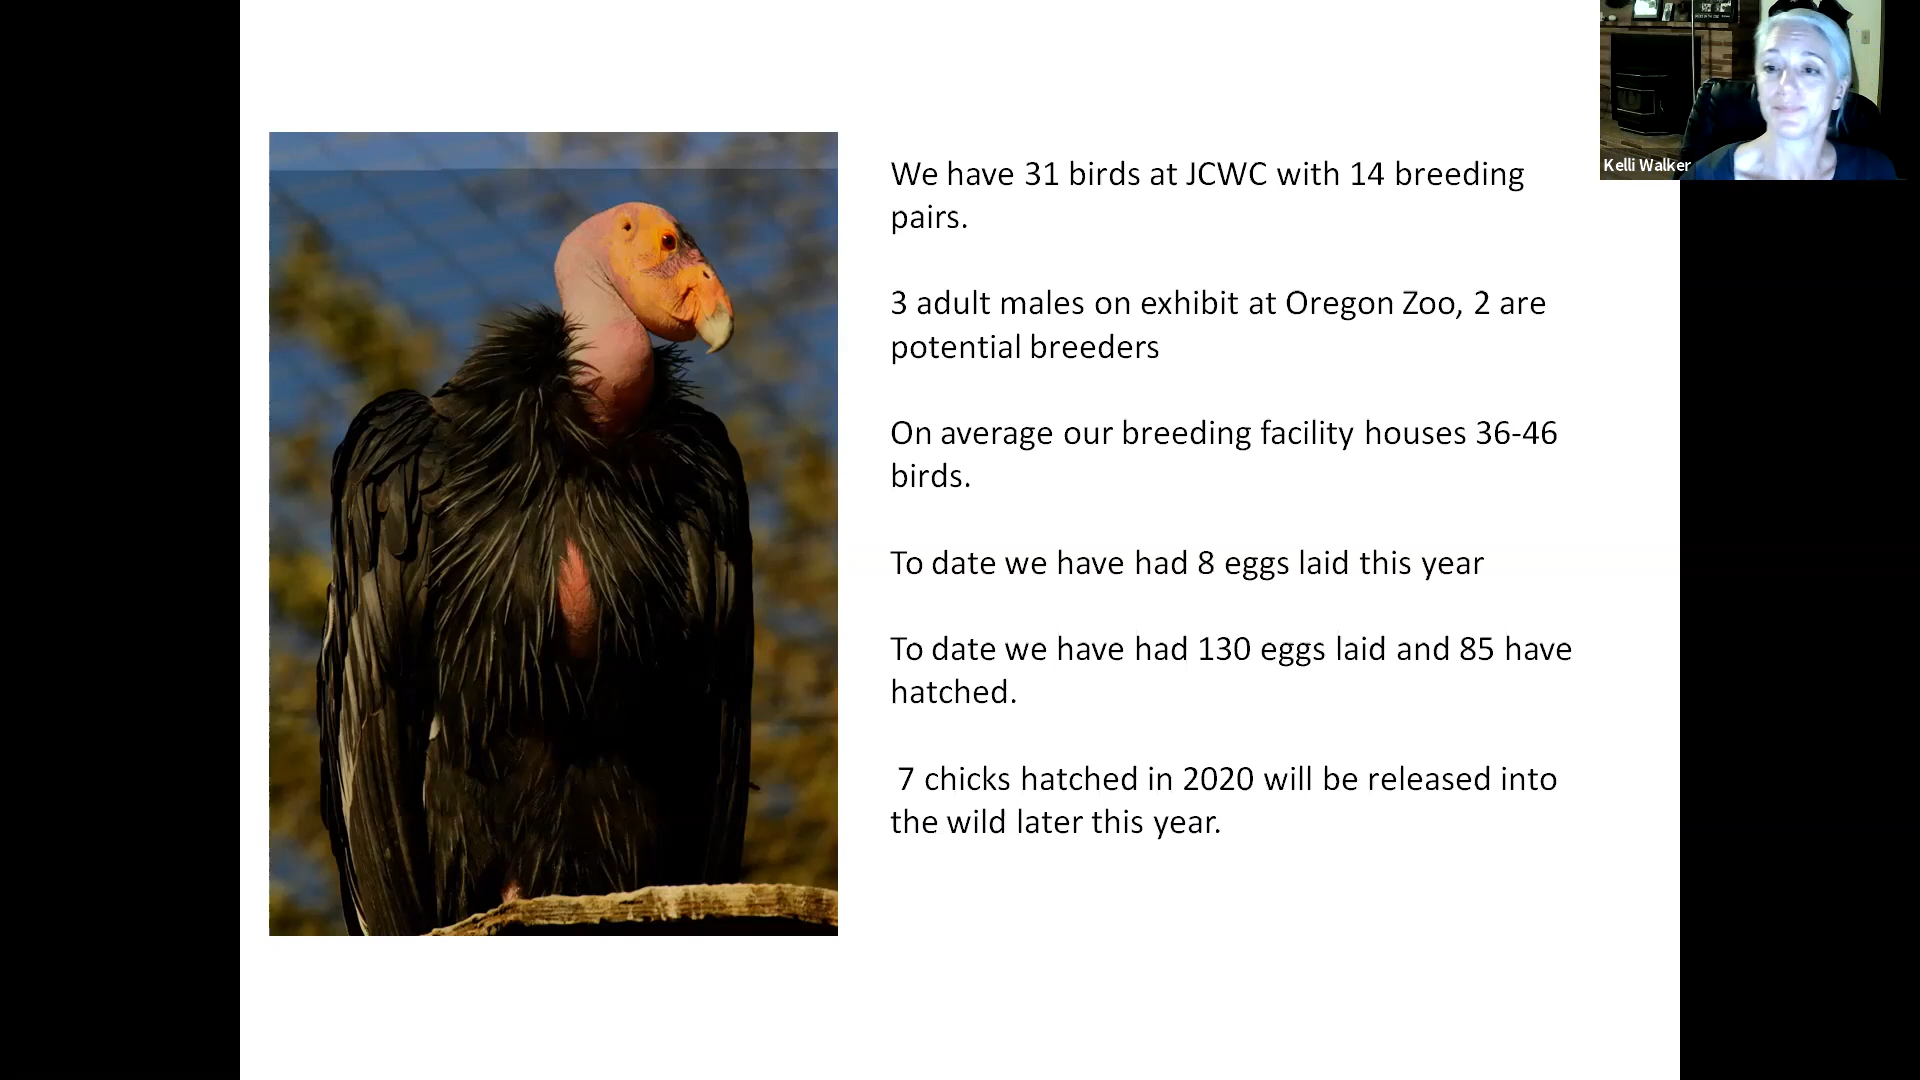 We have 31 birds at JCWC with 14 breeding
pairs.
3 adult males on exhibit at Oregon Zoo, 2 are
potential breeders
On average our breeding facility houses 36-46
birds.
To date we have had 8 eggs laid this year
To date we have had 130 eggs laid and 85 have
hatched.
7 chicks hatched in 2020 will be released into
the wild later this year.
Kelli Walker